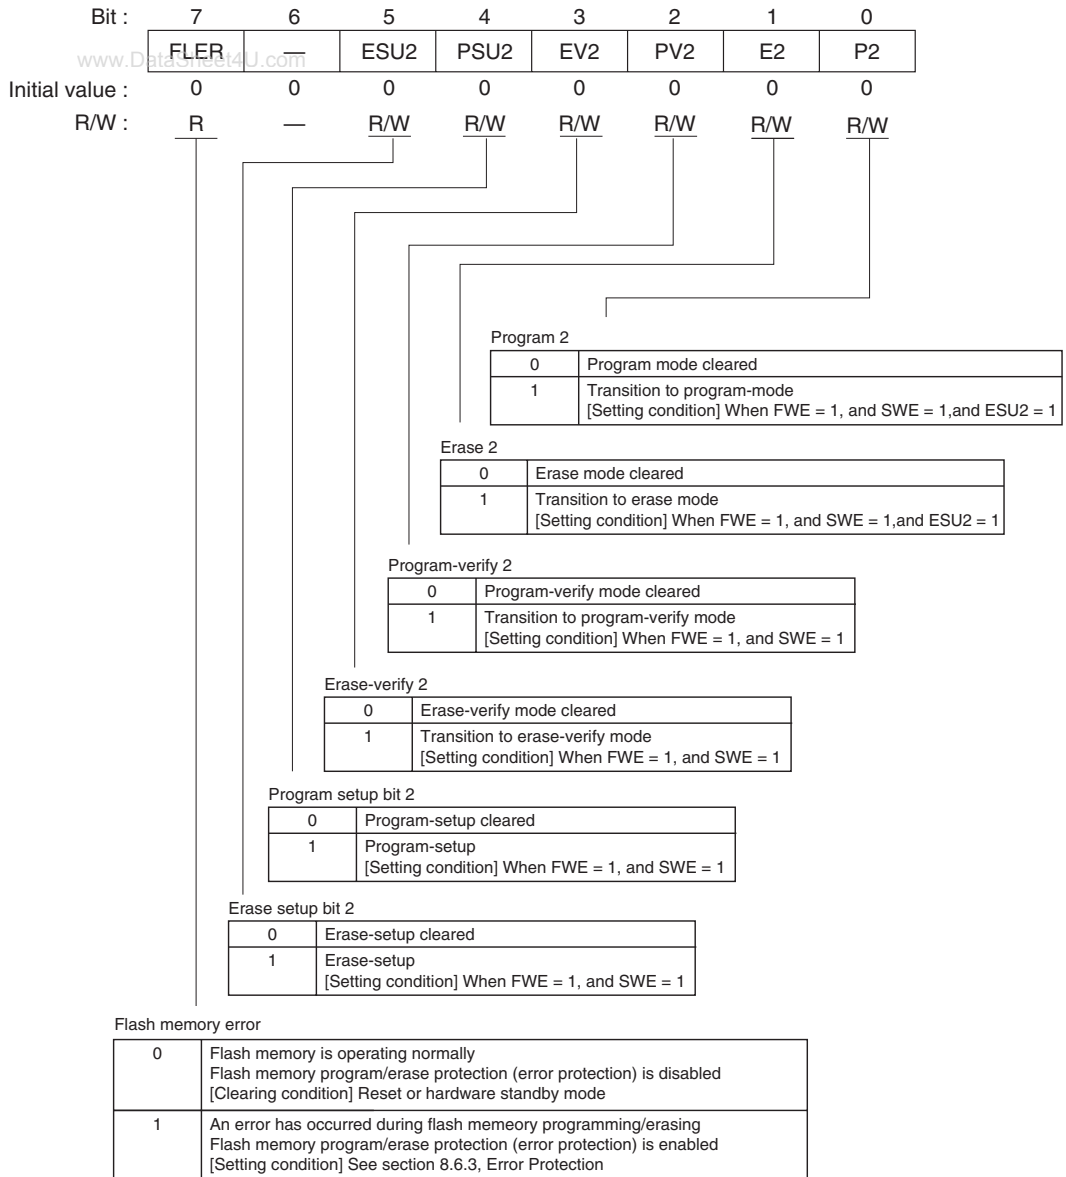 Bit : 7 6 5 4 3 2 1 0
FLER — ESU2 PSU2 EV2 PV2 E2 P2
www.DataSheet4U.com
Initial value : 0 0 0 0 0 0 0 0
R/W : R — R/W R/W R/W R/W R/W R/W
Program 2
0 Program mode cleared
1 Transition to program-mode
[Setting condition] When FWE = 1, and SWE = 1,and ESU2 = 1
Erase 2
0 Erase mode cleared
1 Transition to erase mode
[Setting condition] When FWE = 1, and SWE = 1,and ESU2 = 1
Program-verify 2
0 Program-verify mode cleared
1 Transition to program-verify mode
[Setting condition] When FWE = 1, and SWE = 1
Erase-verify 2
0 Erase-verify mode cleared
1 Transition to erase-verify mode
[Setting condition] When FWE = 1, and SWE = 1
Program setup bit 2
0 Program-setup cleared
1 Program-setup
[Setting condition] When FWE = 1, and SWE = 1
Erase setup bit 2
0 Erase-setup cleared
1 Erase-setup
[Setting condition] When FWE = 1, and SWE = 1
Flash memory error
0 Flash memory is operating normally
Flash memory program/erase protection (error protection) is disabled
[Clearing condition] Reset or hardware standby mode
1 An error has occurred during flash memeory programming/erasing
Flash memory program/erase protection (error protection) is enabled
[Setting condition] See section 8.6.3, Error Protection